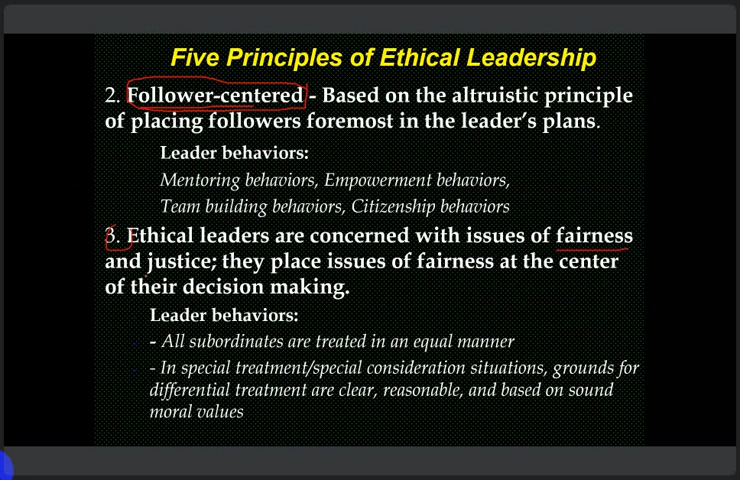 Five Principles of Ethical Leadership
2. Follower-centered - Based on the altruistic principle
of placing followers foremost in the leader's plans.
Leader behaviors:
Mentoring behaviors, Empowerment behaviors,
Team building behaviors, Citizenship behaviors
3. Ethical leaders are concerned with issues of fairness
and justice; they place issues of fairness at the center
of their decision making.
Leader behaviors:
- All subordinates are treated in an equal manner
- In special treatment/special consideration situations, grounds for
differential treatment are clear, reasonable, and based on sound
moral values